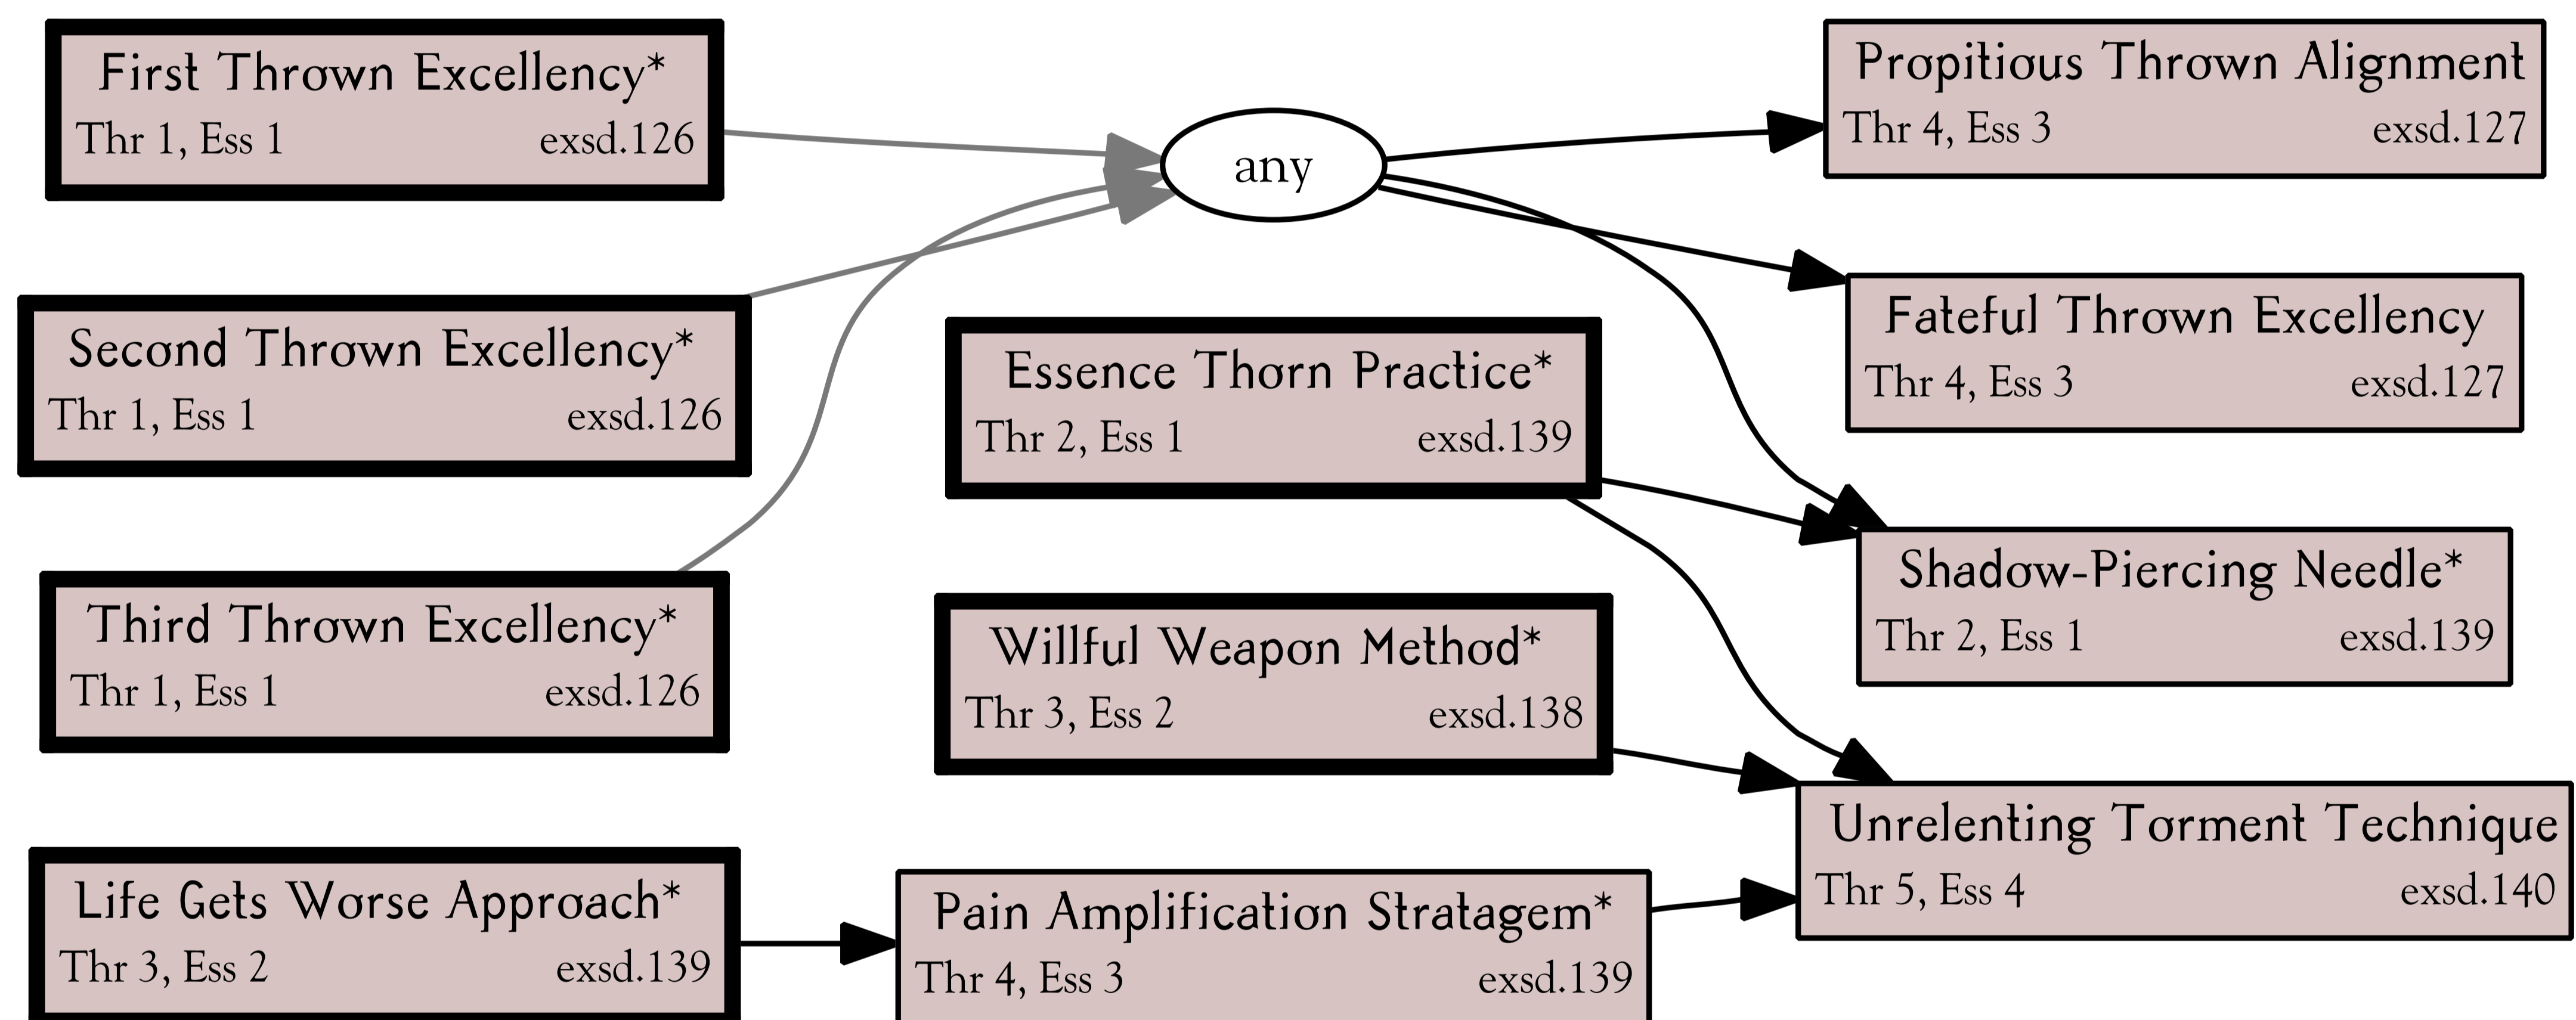 First Thrown Excellency*
Thr 1, Ess 1 exsd.126
Second Thrown Excellency*
Thr 1, Ess 1 exsd.126
Third Thrown Excellency*
Thr 1, Ess 1 exsd.126
Life Gets Worse Approach*
Thr 3, Ess 2 exsd.139
any
Essence Thorn Practice*
Thr 2, Ess 1 exsd.139
Willful Weapon Method*
Thr 3, Ess 2 exsd.138
Pain Amplification Stratagem*
Thr 4, Ess 3 exsd.139
Propitious Thrown Alignment
Thr 4, Ess 3 exsd.127
Fateful Thrown Excellency
Thr 4, Ess 3 exsd.127
Shadow-Piercing Needle*
Thr 2, Ess 1 exsd.139
Unrelenting Torment Technique
Thr 5, Ess 4 exsd.140